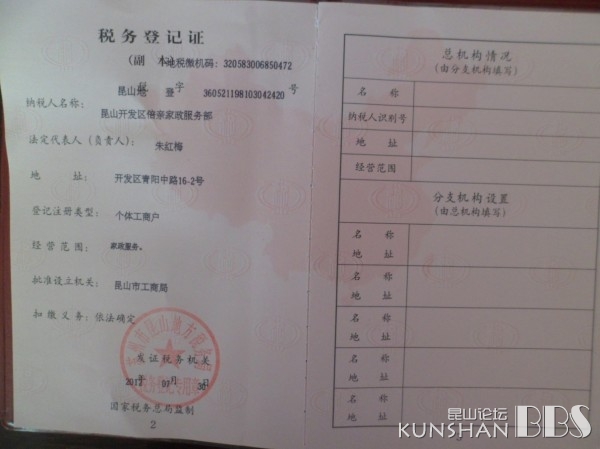 税务登记证
(副 本)地税微机码：320583006850472
昆山地 税 登 字 360521198103042420 号
纳税人名称： 昆山开发区倍亲家政服务部
法定代表人（负责人）： 朱红梅
地 址： 开发区青阳中路16-2号
登记注册类型： 个体工商户
经营范围： 家政服务。
批准设立机关： 昆山市工商局
扣缴义务：依法确定
发证税务机关
年 07月 日
国家税务总局监制
2
总机构情况
(由分支机构填写)
名 称
纳税人识别号
地 址
经营范围
分支机构设置
(由总机构填写)
名 称
地 址
名 称
地 址
名 称
地 址
名 称
地 址
名 称
地 址
昆山论坛
KUNSHAN BBS